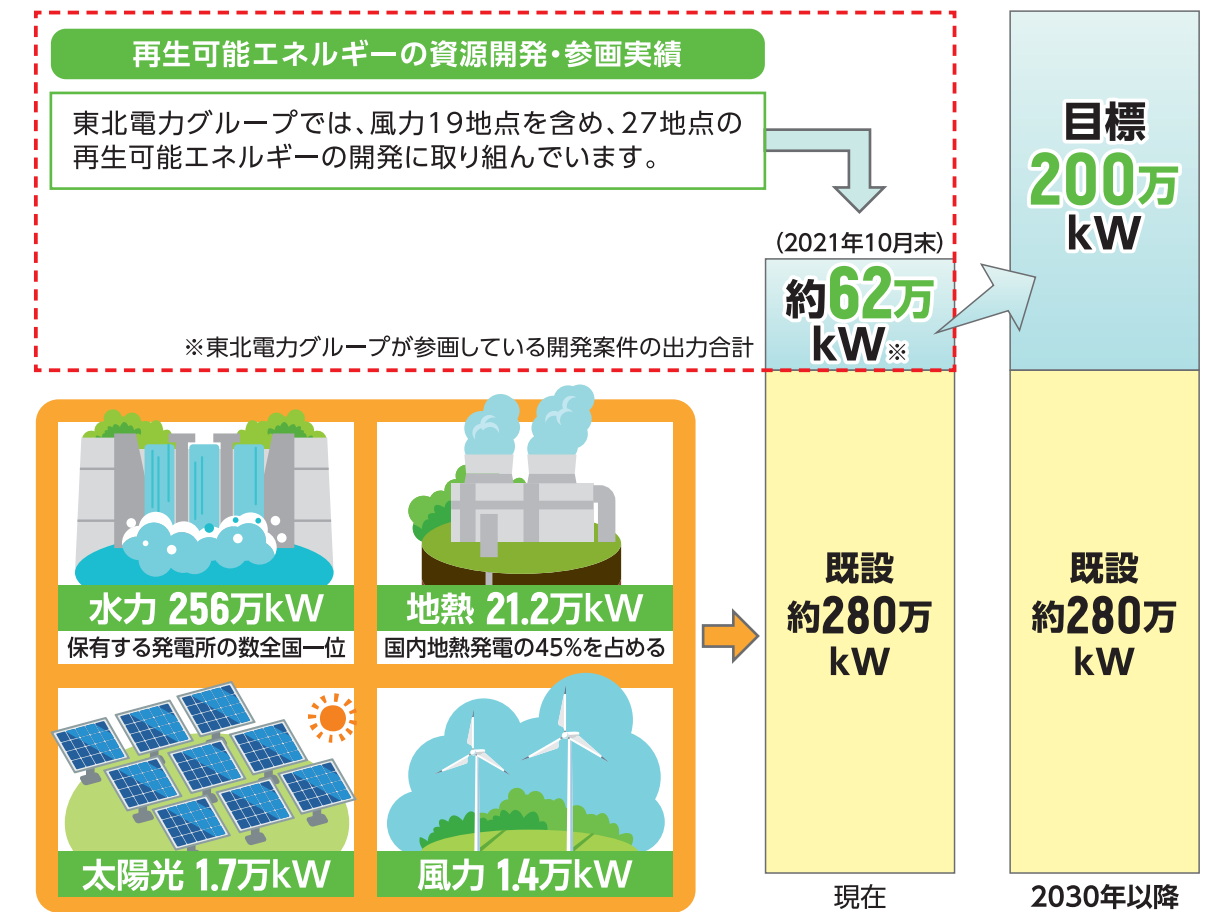 再生可能エネルギーの資源開発・参画実績
東北電力グループでは、風力19地点を含め、27地点の
再生可能エネルギーの開発に取り組んでいます。
(2021年10月末)
約62万
kW※
※東北電力グループが参画している開発案件の出力合計
目標
200万
kW
水力 256万kW
保有する発電所の数全国一位
地熱 21.2万kW
国内地熱発電の45%を占める
太陽光 1.7万kW
風力 1.4万kW
既設
約280万
kW
現在
既設
約280万
kW
2030年以降